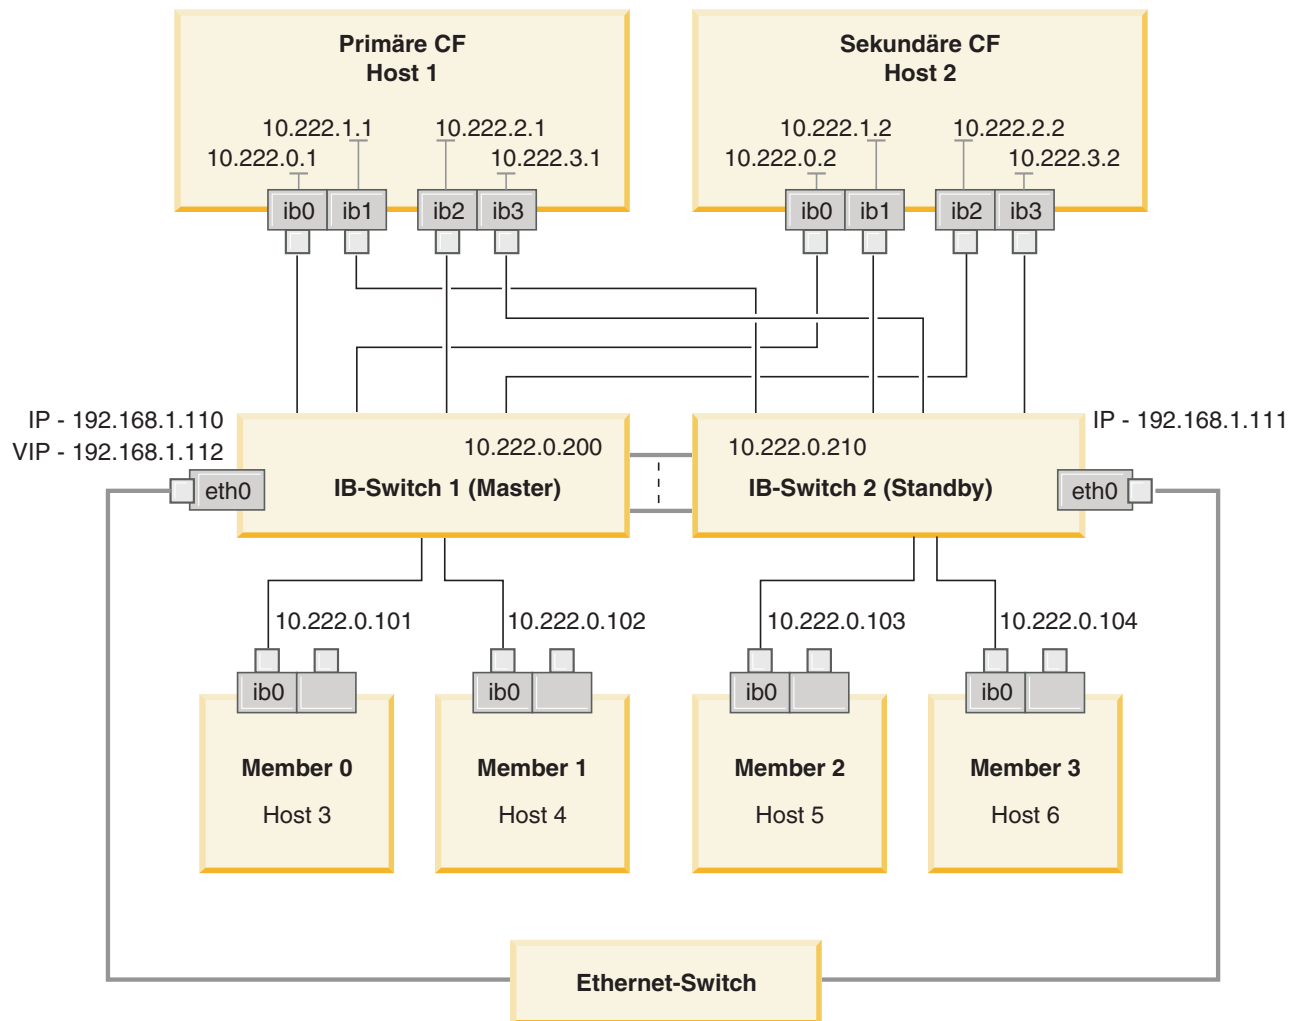 Primäre CF
Host 1
10.222.1.1
10.222.2.1
10.222.0.1
10.222.3.1
ib0
ib1
ib2
ib3
Sekundäre CF
Host 2
10.222.1.2
10.222.2.2
10.222.0.2
10.222.3.2
ib0
ib1
ib2
ib3
IP - 192.168.1.110
VIP - 192.168.1.112
eth0
10.222.0.200
IB-Switch 1 (Master)
10.222.0.210
IB-Switch 2 (Standby)
IP - 192.168.1.111
eth0
10.222.0.101
ib0
Member 0
Host 3
10.222.0.102
ib0
Member 1
Host 4
10.222.0.103
ib0
Member 2
Host 5
10.222.0.104
ib0
Member 3
Host 6
Ethernet-Switch